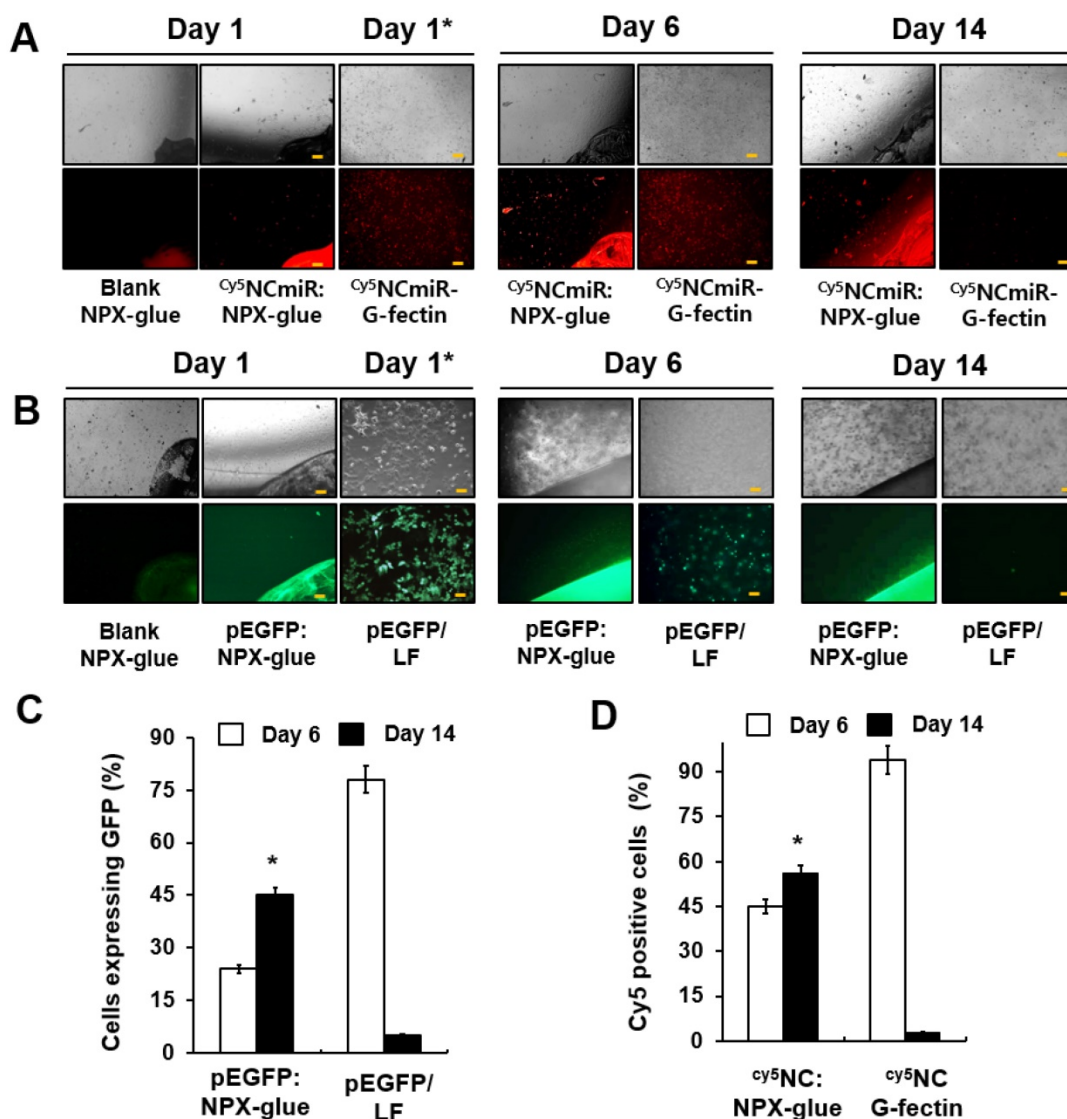 A
Day 1 Day 1* Day 6 Day 14
Blank Cy5NCmiR: Cy5NCmiR- Cy5NCmiR: Cy5NCmiR- Cy5NCmiR: Cy5NCmiR-
NPX-glue NPX-glue G-fectin NPX-glue G-fectin NPX-glue G-fectin
Day 1 Day 1* Day 6 Day 14
B
Blank pEGFP: pEGFP/ pEGFP: pEGFP/ pEGFP: pEGFP/
NPX-glue NPX-glue LF NPX-glue LF NPX-glue LF
C
Day 6 Day 14
Cells expressing GFP (%)
90
75
60
45
30
15
0
*
pEGFP: pEGFP/
NPX-glue LF
D
Day 6 Day 14
Cy5 positive cells (%)
90
75
60
45
30
15
0
*
cy5NC: cy5NC
NPX-glue G-fectin